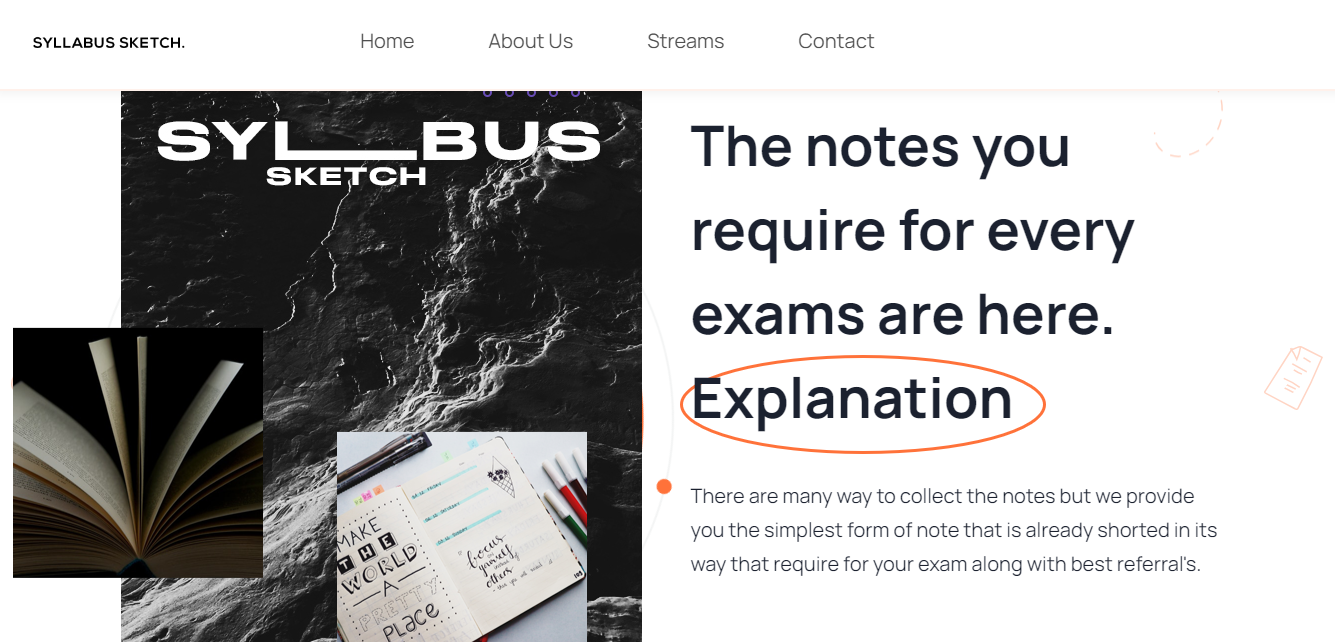 SYLLABUS SKETCH.
Home About Us Streams Contact
SYL__BUS
SKETCH
The notes you
require for every
exams are here.
Explanation
There are many way to collect the notes but we provide
you the simplest form of note that is already shorted in its
way that require for your exam along with best referral's.
MAKE
THE
WORLD
A
PRETTY
PLACE
"focus
on
yourself
others